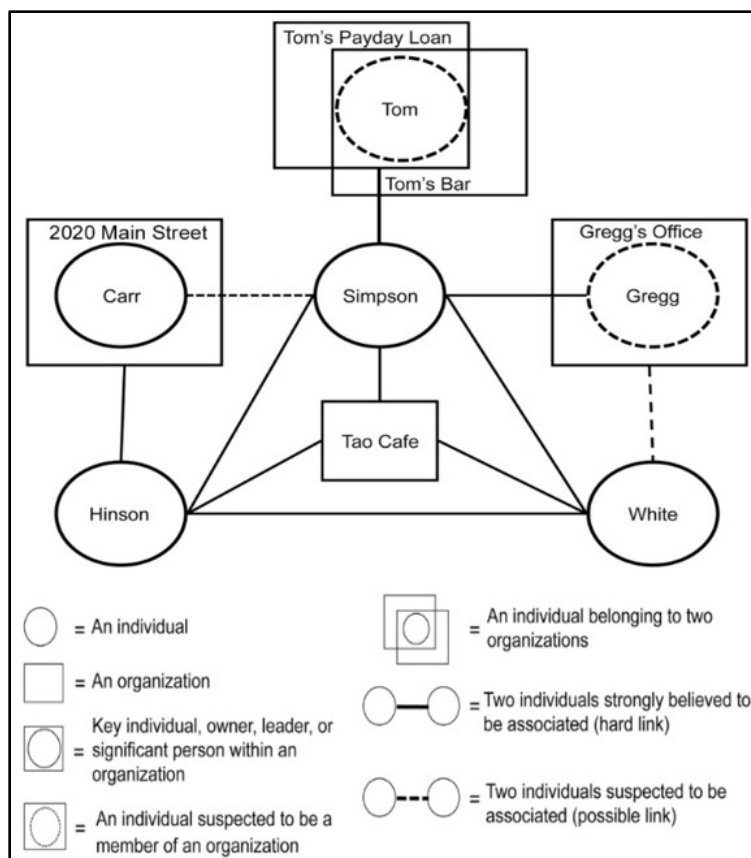 Tom's Payday Loan
Tom
Tom's Bar
2020 Main Street
Gregg's Office
Carr
Simpson
Gregg
Tao Cafe
Hinson
White
= An individual
= An organization
Key individual, owner, leader, or
= significant person within an
organization
= An individual suspected to be a
member of an organization
An individual belonging to two
= organizations
= Two individuals strongly believed to
be associated (hard link)
= Two individuals suspected to be
associated (possible link)